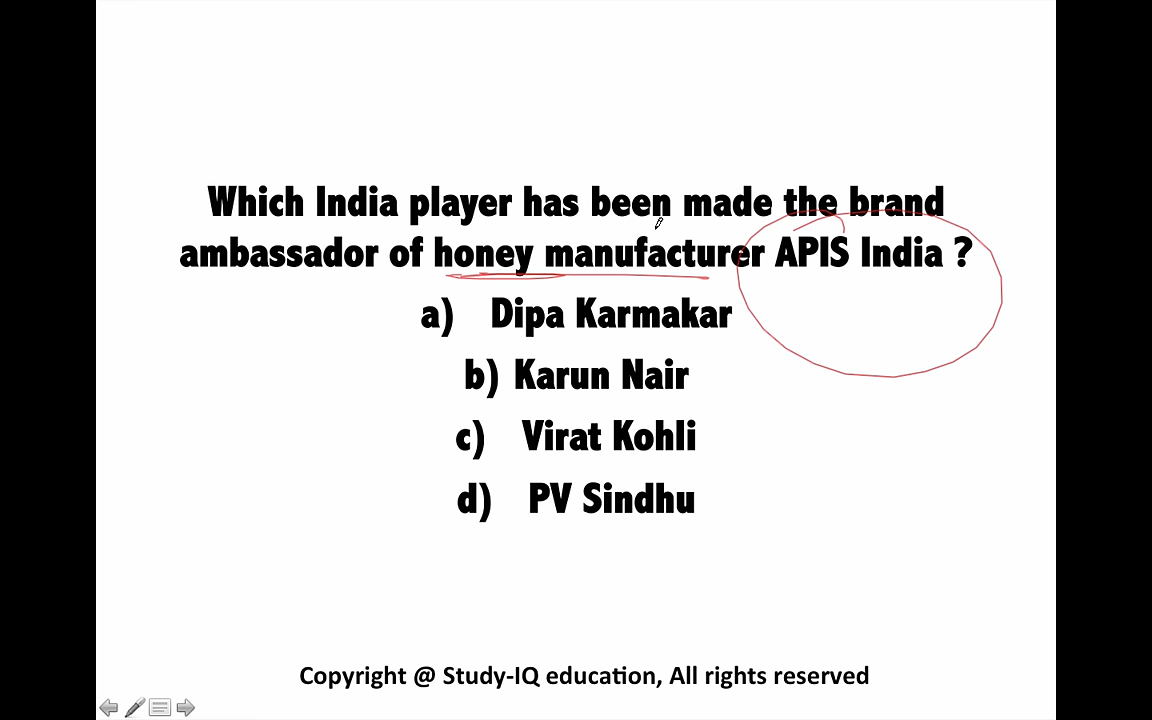 Which India player has been made the brand
ambassador of honey manufacturer APIS India ?
a) Dipa Karmakar
b) Karun Nair
c) Virat Kohli
d) PV Sindhu
Copyright @ Study-IQ education, All rights reserved